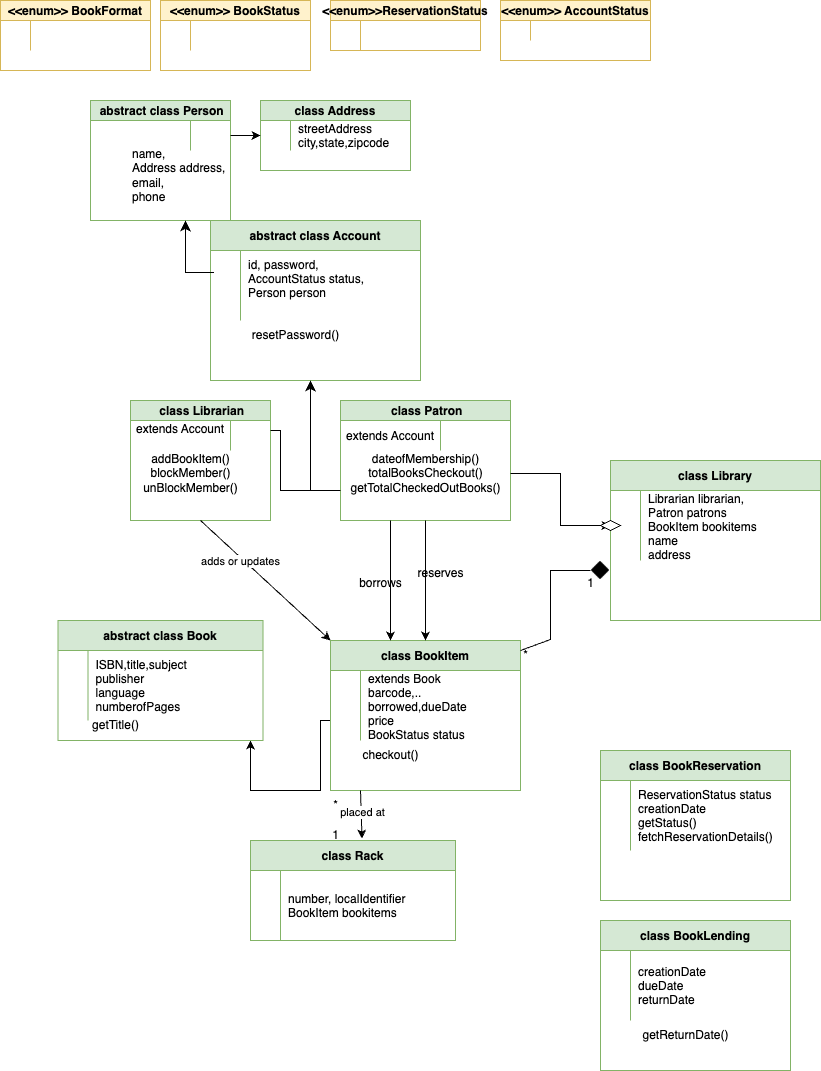 <<enum>> BookFormat
<<enum>> BookStatus
<<enum>>ReservationStatus
<<enum>> AccountStatus
abstract class Person
name,
Address address,
email,
phone
class Address
streetAddress
city,state,zipcode
abstract class Account
id, password,
AccountStatus status,
Person person
resetPassword()
class Librarian
extends Account
addBookItem()
blockMember()
unBlockMember()
class Patron
extends Account
dateofMembership()
totalBooksCheckout()
getTotalCheckedOutBooks()
class Library
Librarian librarian,
Patron patrons
BookItem bookitems
name
address
adds or updates
borrows
reserves
1
*
abstract class Book
ISBN,title,subject
publisher
language
numberofPages
getTitle()
class BookItem
extends Book
barcode,..
borrowed,dueDate
price
BookStatus status
checkout()
*
placed at
1
class Rack
number, localIdentifier
BookItem bookitems
class BookReservation
ReservationStatus status
creationDate
getStatus()
fetchReservationDetails()
class BookLending
creationDate
dueDate
returnDate
getReturnDate()